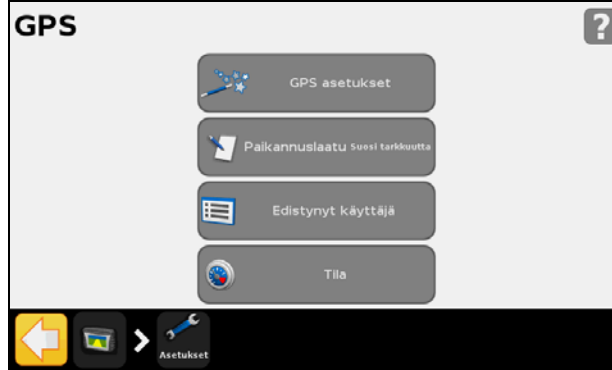 GPS
?
GPS asetukset
Paikannuslaatu Suosi tarkkuutta
Edistynyt käyttäjä
Tila
Asetukset